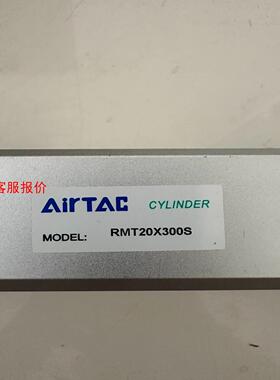 客服报价
AirTAC CYLINDER
MODEL: RMT20X300S